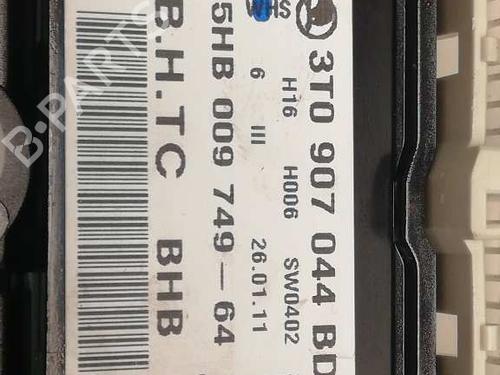 3T0 907 044 BD
H16 H006 SW0402
6 III 26.01.11
5HB 009 749-64
B.H.TC BHB
B-PARTS